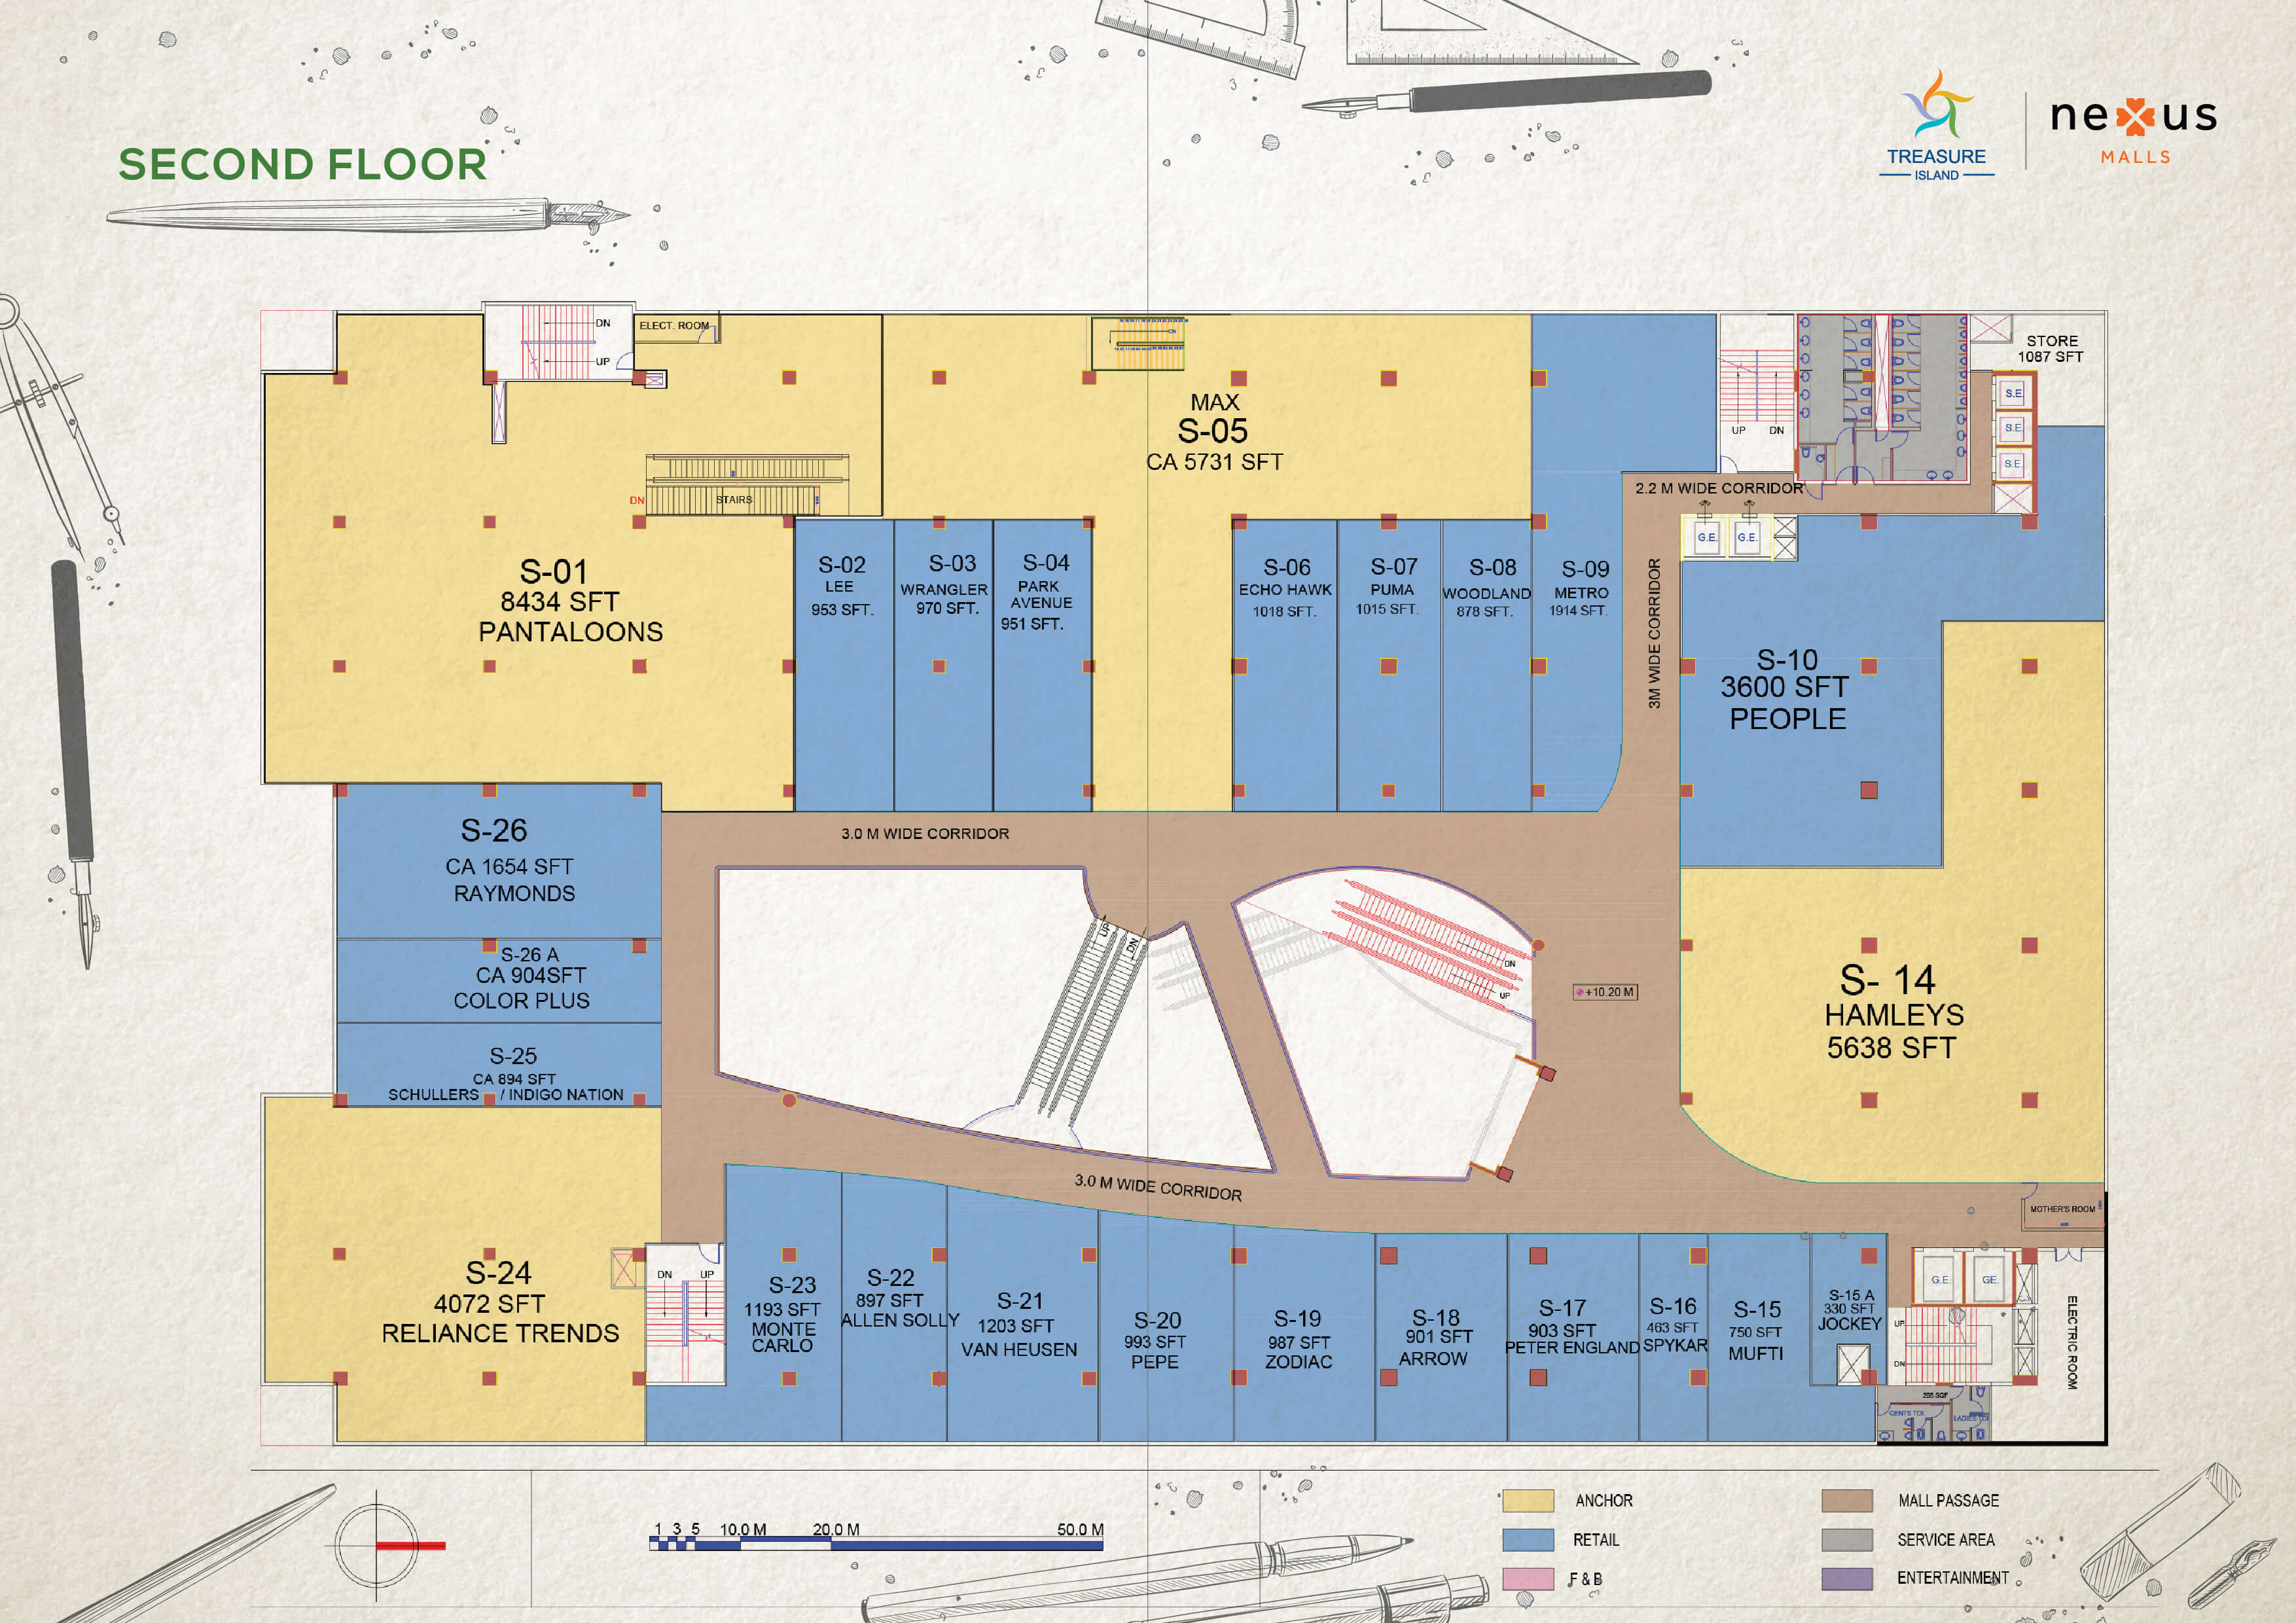 SECOND FLOOR
TREASURE
ISLAND
nexus
MALLS
DN
UP
ELECT. ROOM
MAX
S-05
CA 5731 SFT
STORE
1087 SFT
S.E.
S.E.
S.E.
UP DN
2.2 M WIDE CORRIDOR
DN
STAIRS
G.E.
G.E.
S-01
8434 SFT
PANTALOONS
S-02
LEE
953 SFT.
S-03
WRANGLER
970 SFT.
S-04
PARK
AVENUE
951 SFT.
S-06
ECHO HAWK
1018 SFT.
S-07
PUMA
1015 SFT.
S-08
WOODLAND
878 SFT.
S-09
METRO
1914 SFT.
3M WIDE CORRIDOR
S-10
3600 SFT
PEOPLE
3.0 M WIDE CORRIDOR
S-26
CA 1654 SFT
RAYMONDS
S-26 A
CA 904SFT
COLOR PLUS
S-25
CA 894 SFT
SCHULLERS / INDIGO NATION
UP
DN
DN
UP
+10.20 M
S- 14
HAMLEYS
5638 SFT
3.0 M WIDE CORRIDOR
MOTHER'S ROOM
S-24
4072 SFT
RELIANCE TRENDS
DN UP
S-23
1193 SFT
MONTE
CARLO
S-22
897 SFT
ALLEN SOLLY
S-21
1203 SFT
VAN HEUSEN
S-20
993 SFT
PEPE
S-19
987 SFT
ZODIAC
S-18
901 SFT
ARROW
S-17
903 SFT
PETER ENGLAND
S-16
463 SFT
SPYKAR
S-15
750 SFT
MUFTI
S-15 A
330 SFT
JOCKEY
G.E.
GE.
UP
DN
ELECTRIC ROOM
GENTS TOI.
1 3 5 10.0 M 20.0 M 50.0 M
ANCHOR
RETAIL
F & B
MALL PASSAGE
SERVICE AREA
ENTERTAINMENT